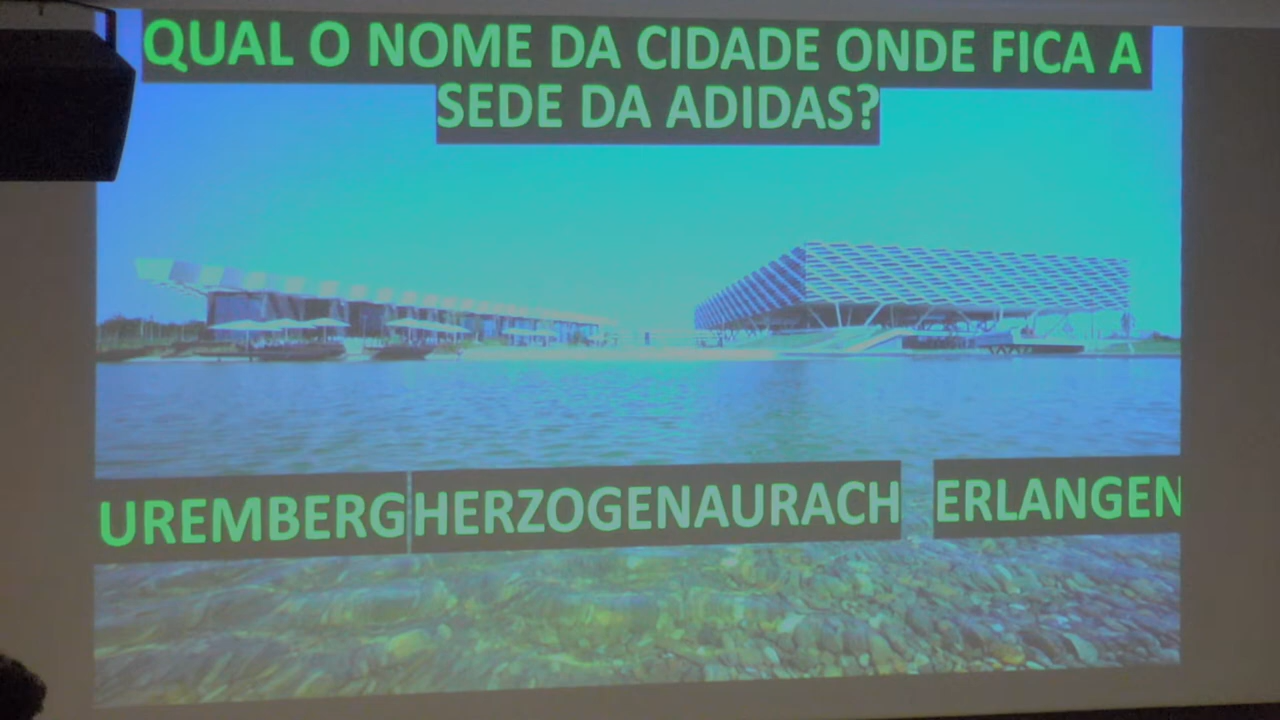 QUAL O NOME DA CIDADE ONDE FICA A
SEDE DA ADIDAS?
UREMBERG HERZOGENAURACH ERLANGEN